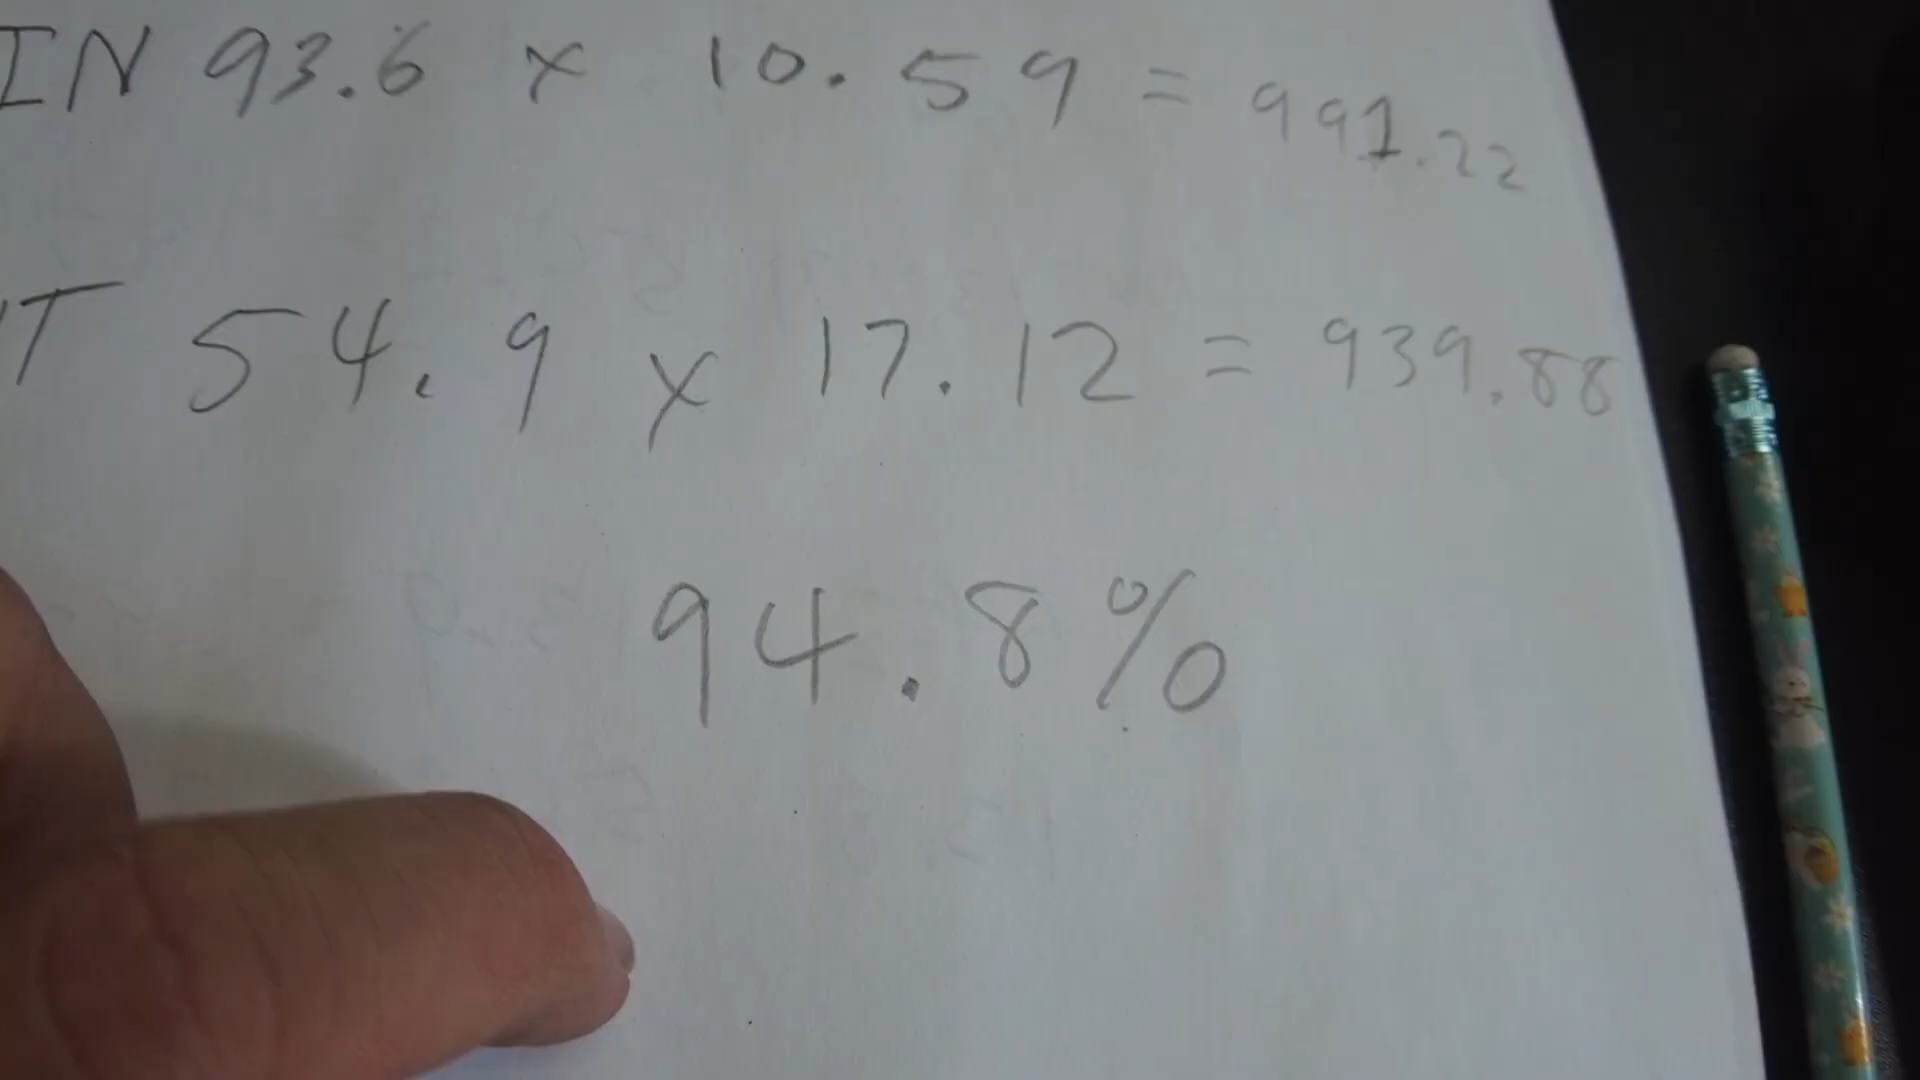 IN 93.6 x 10.59 = 991.22
T 54.9 x 17.12 = 939.88
94.8%